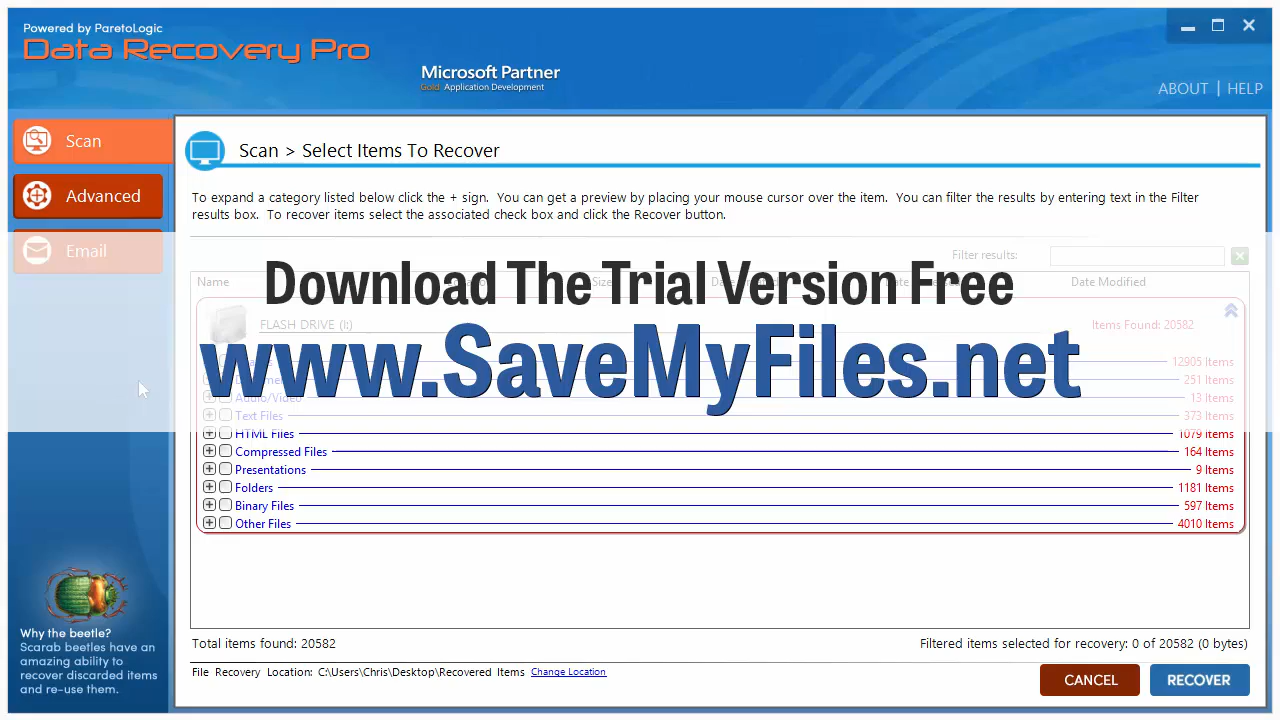 Powered by ParetoLogic
Data Recovery Pro
Microsoft Partner
Gold Application Development
ABOUT | HELP
Scan
Advanced
Email
Scan > Select Items To Recover
To expand a category listed below click the + sign. You can get a preview by placing your mouse cursor over the item. You can filter the results by entering text in the Filter
results box. To recover items select the associated check box and click the Recover button.
Filter results:
Name Date Modified
Download The Trial Version Free
FLASH DRIVE (I:) Items Found: 20582
www.SaveMyFiles.net
12905 Items
251 Items
Audio/Video 13 Items
Text Files 373 Items
HTML Files 1079 Items
Compressed Files 164 Items
Presentations 9 Items
Folders 1181 Items
Binary Files 597 Items
Other Files 4010 Items
Why the beetle?
Scarab beetles have an
amazing ability to
recover discarded items
and re-use them.
Total items found: 20582
Filtered items selected for recovery: 0 of 20582 (0 bytes)
File Recovery Location: C:\Users\Chris\Desktop\Recovered Items Change Location
CANCEL
RECOVER